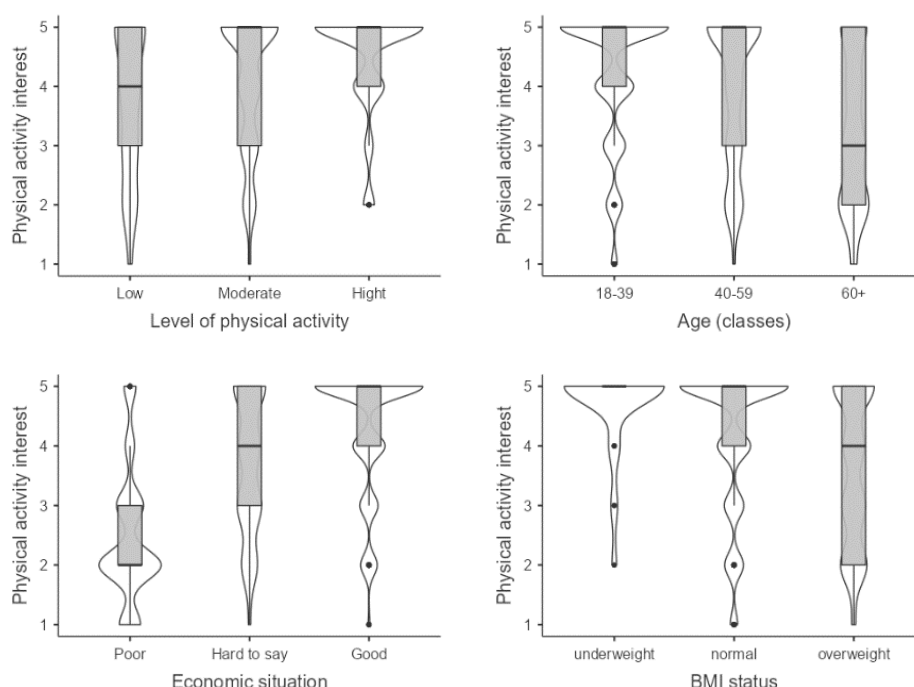 Physical activity interest
5
4
3
2
1
Low Moderate Hight
Level of physical activity
Physical activity interest
5
4
3
2
1
18-39 40-59 60+
Age (classes)
Physical activity interest
5
4
3
2
1
Poor Hard to say Good
Economic situation
Physical activity interest
5
4
3
2
1
underweight normal overweight
BMI status